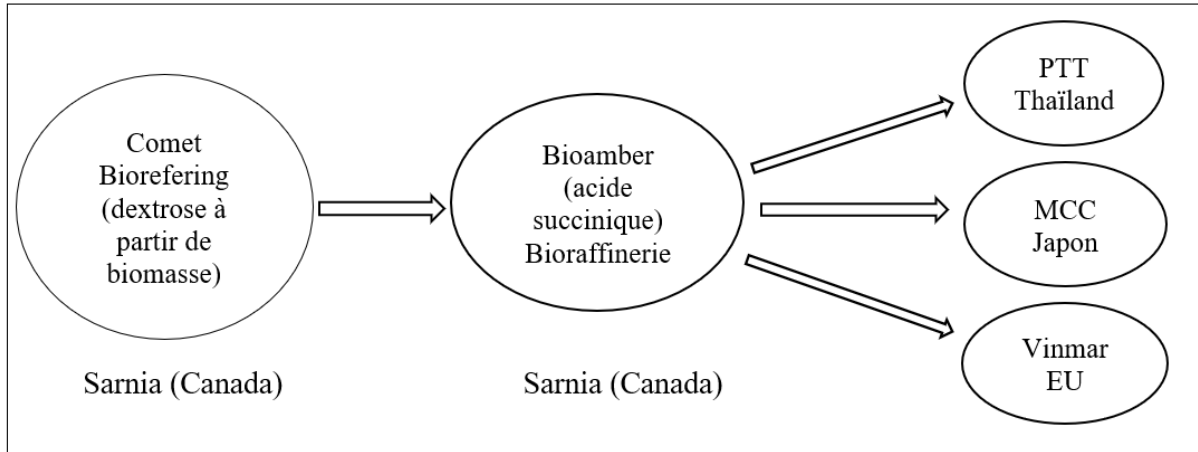 Comet
Biorefering
(dextrose à
partir de
biomasse)
Sarnia (Canada)
Bioamber
(acide
succinique)
Bioraffinerie
Sarnia (Canada)
PTT
Thaïland
MCC
Japon
Vinmar
EU